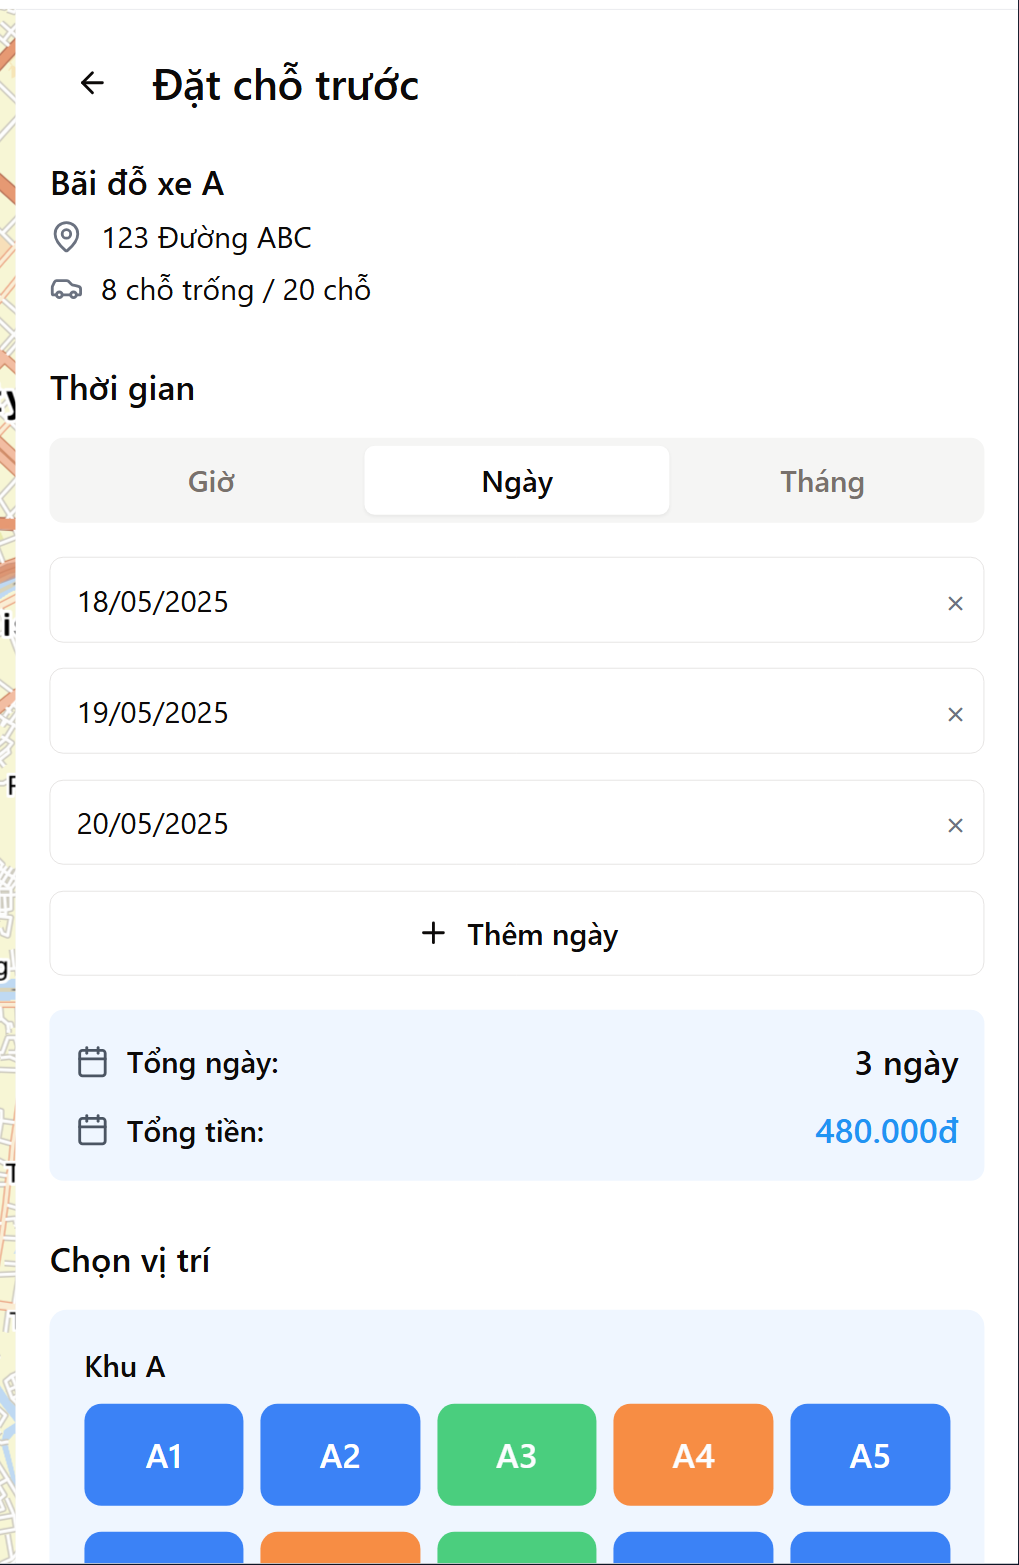 Đặt chỗ trước
Bãi đỗ xe A
123 Đường ABC
8 chỗ trống / 20 chỗ
Thời gian
Giờ Ngày Tháng
18/05/2025 ×
19/05/2025 ×
20/05/2025 ×
+ Thêm ngày
Tổng ngày: 3 ngày
Tổng tiền: 480.000đ
Chọn vị trí
Khu A
A1 A2 A3 A4 A5